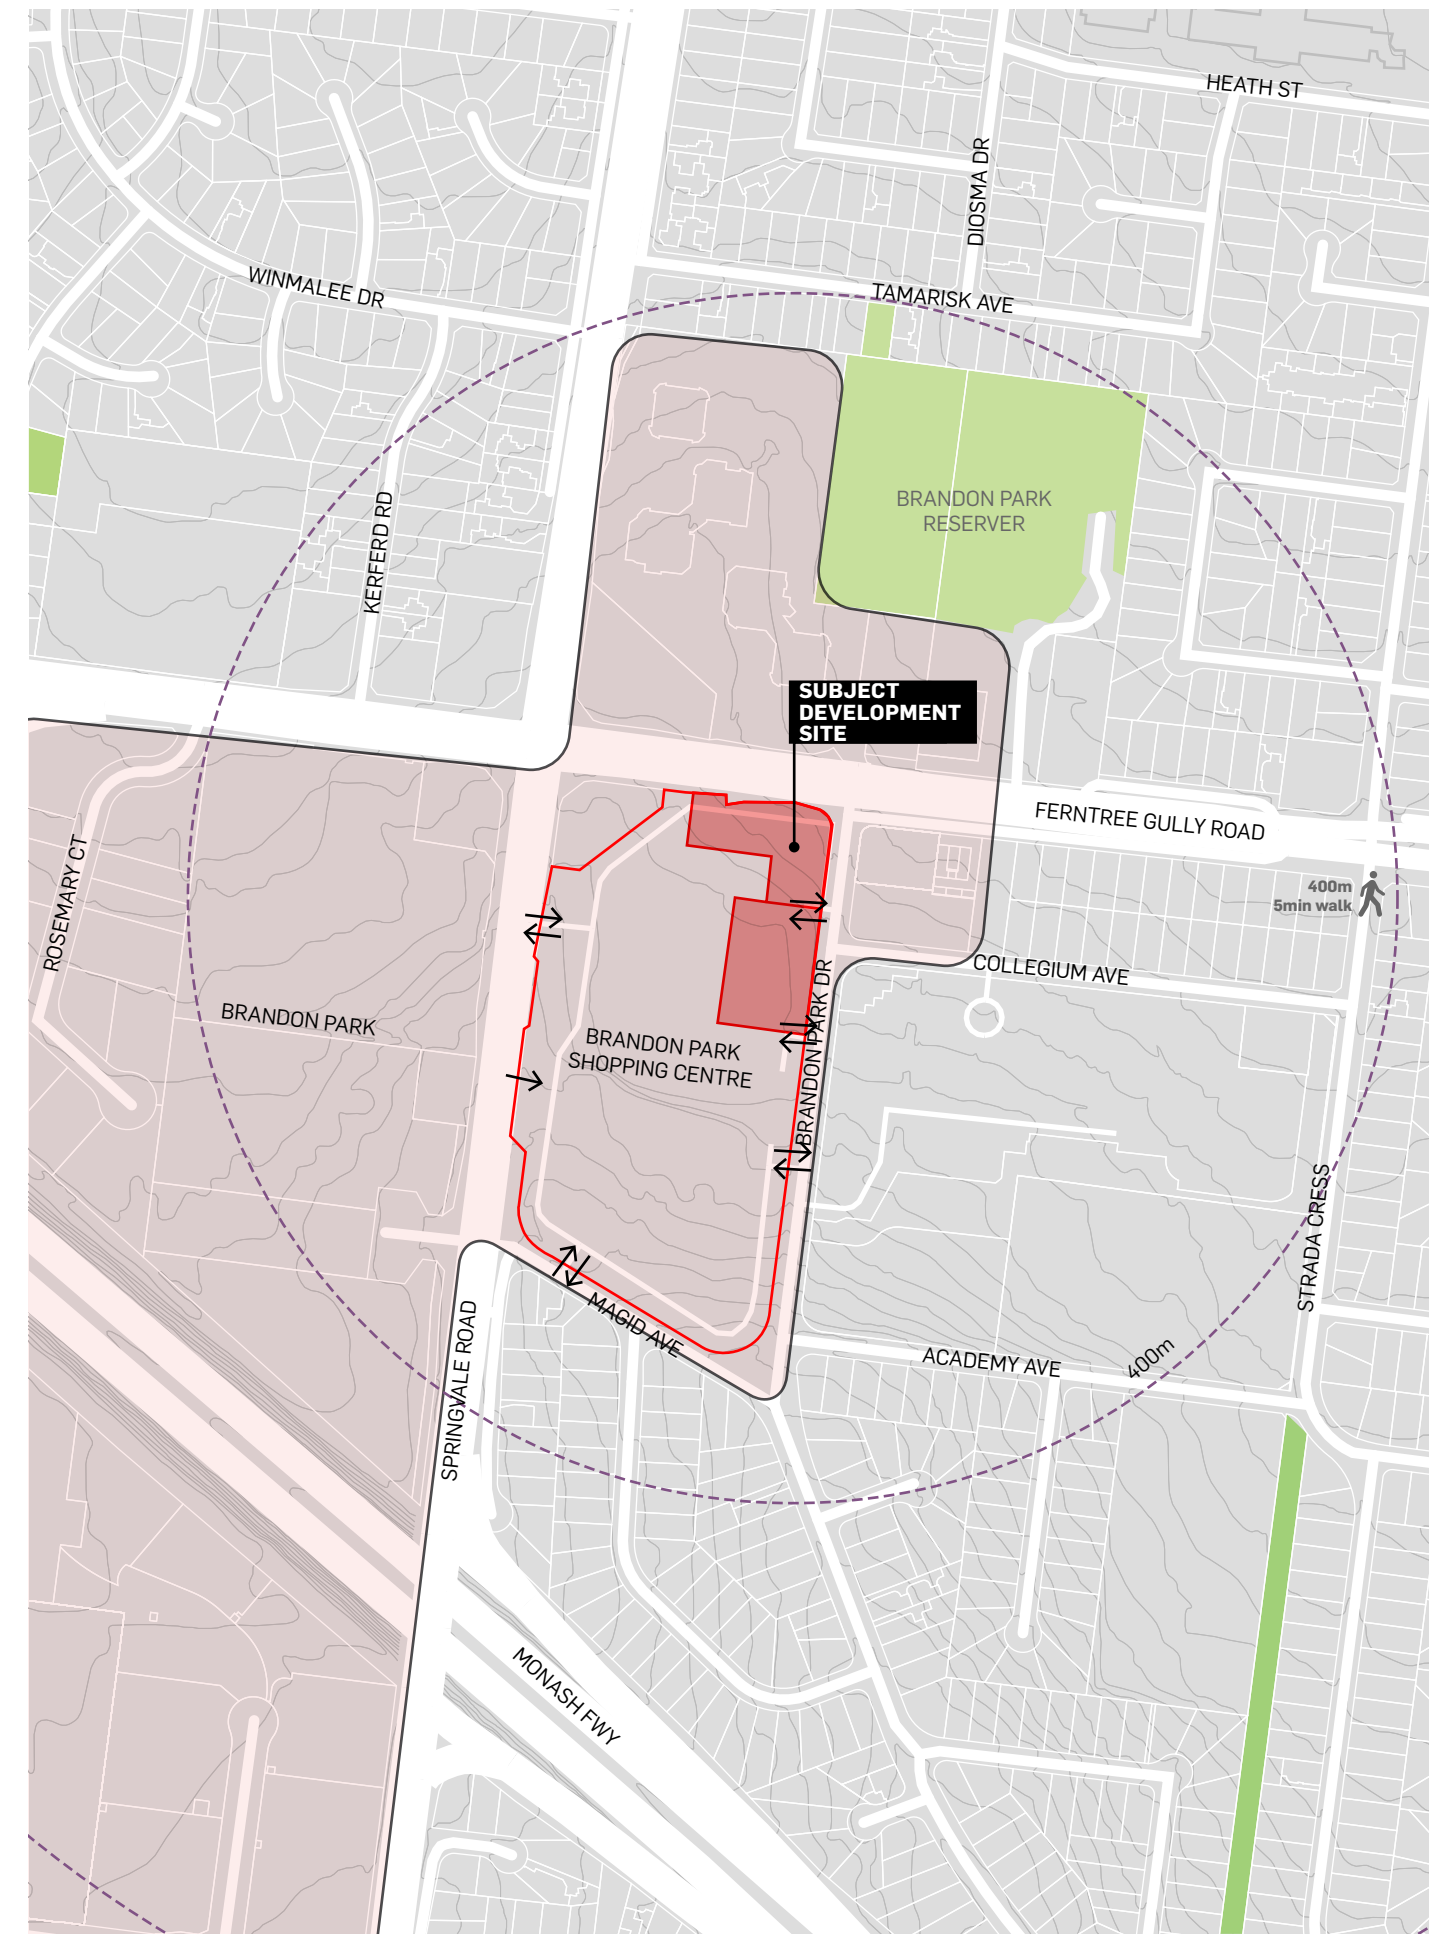 HEATH ST
DIOSMA DR
WINMALEE DR
TAMARISK AVE
BRANDON PARK
RESERVER
KERFERD RD
SUBJECT
DEVELOPMENT
SITE
FERNTREE GULLY ROAD
ROSEMARY CT
400m
5min walk
COLLEGIUM AVE
BRANDON PARK
BRANDON PARK
SHOPPING CENTRE
BRANDON PARK DR
STRADA CRESS
MAGID AVE
SPRINGVALE ROAD
ACADEMY AVE
400m
MONASH FWY